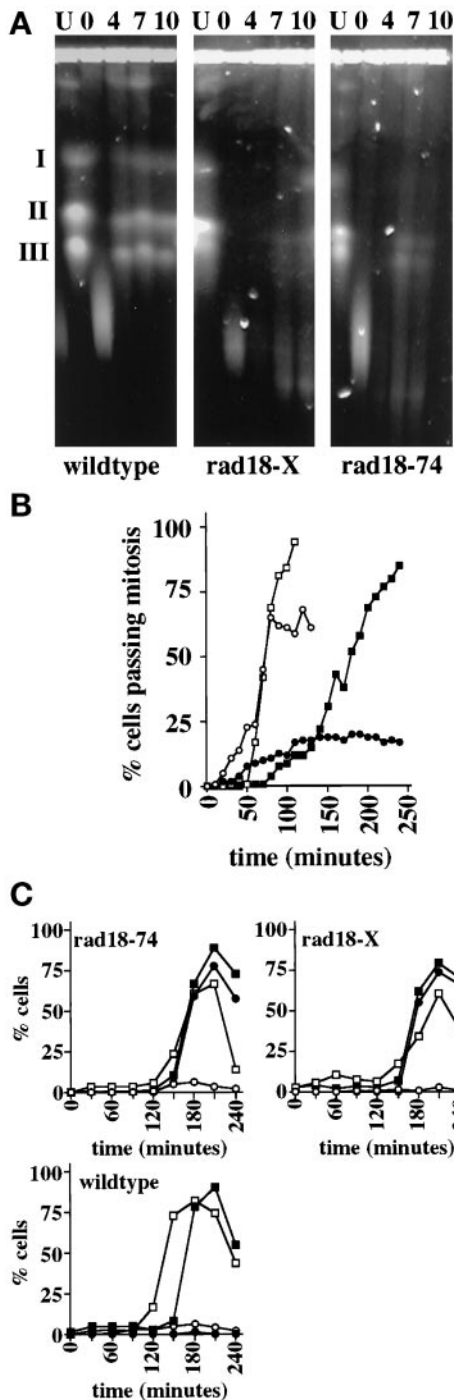 A
U 0 4 7 10 U 0 4 7 10 U 0 4 7 10
I
II
III
wildtype rad18-X rad18-74
B
100
75
50
25
0
% cells passing mitosis
0 50 100 150 200 250
time (minutes)
C
rad18-74
100
75
50
25
0
% cells
0 60 120 180 240
time (minutes)
rad18-X
100
75
50
25
0
0 60 120 180 240
time (minutes)
wildtype
100
75
50
25
0
% cells
0 60 120 180 240
time (minutes)